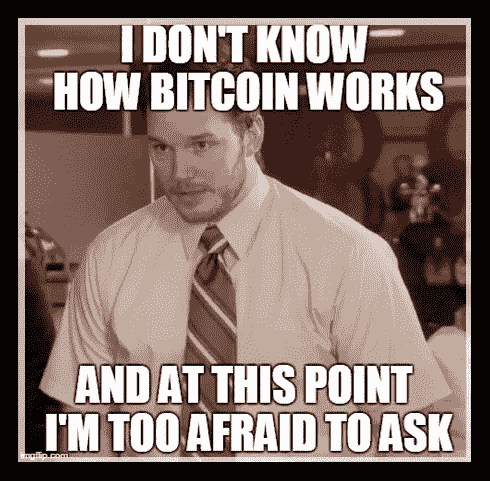 I DON'T KNOW
HOW BITCOIN WORKS
AND AT THIS POINT
I'M TOO AFRAID TO ASK
imgflip.com